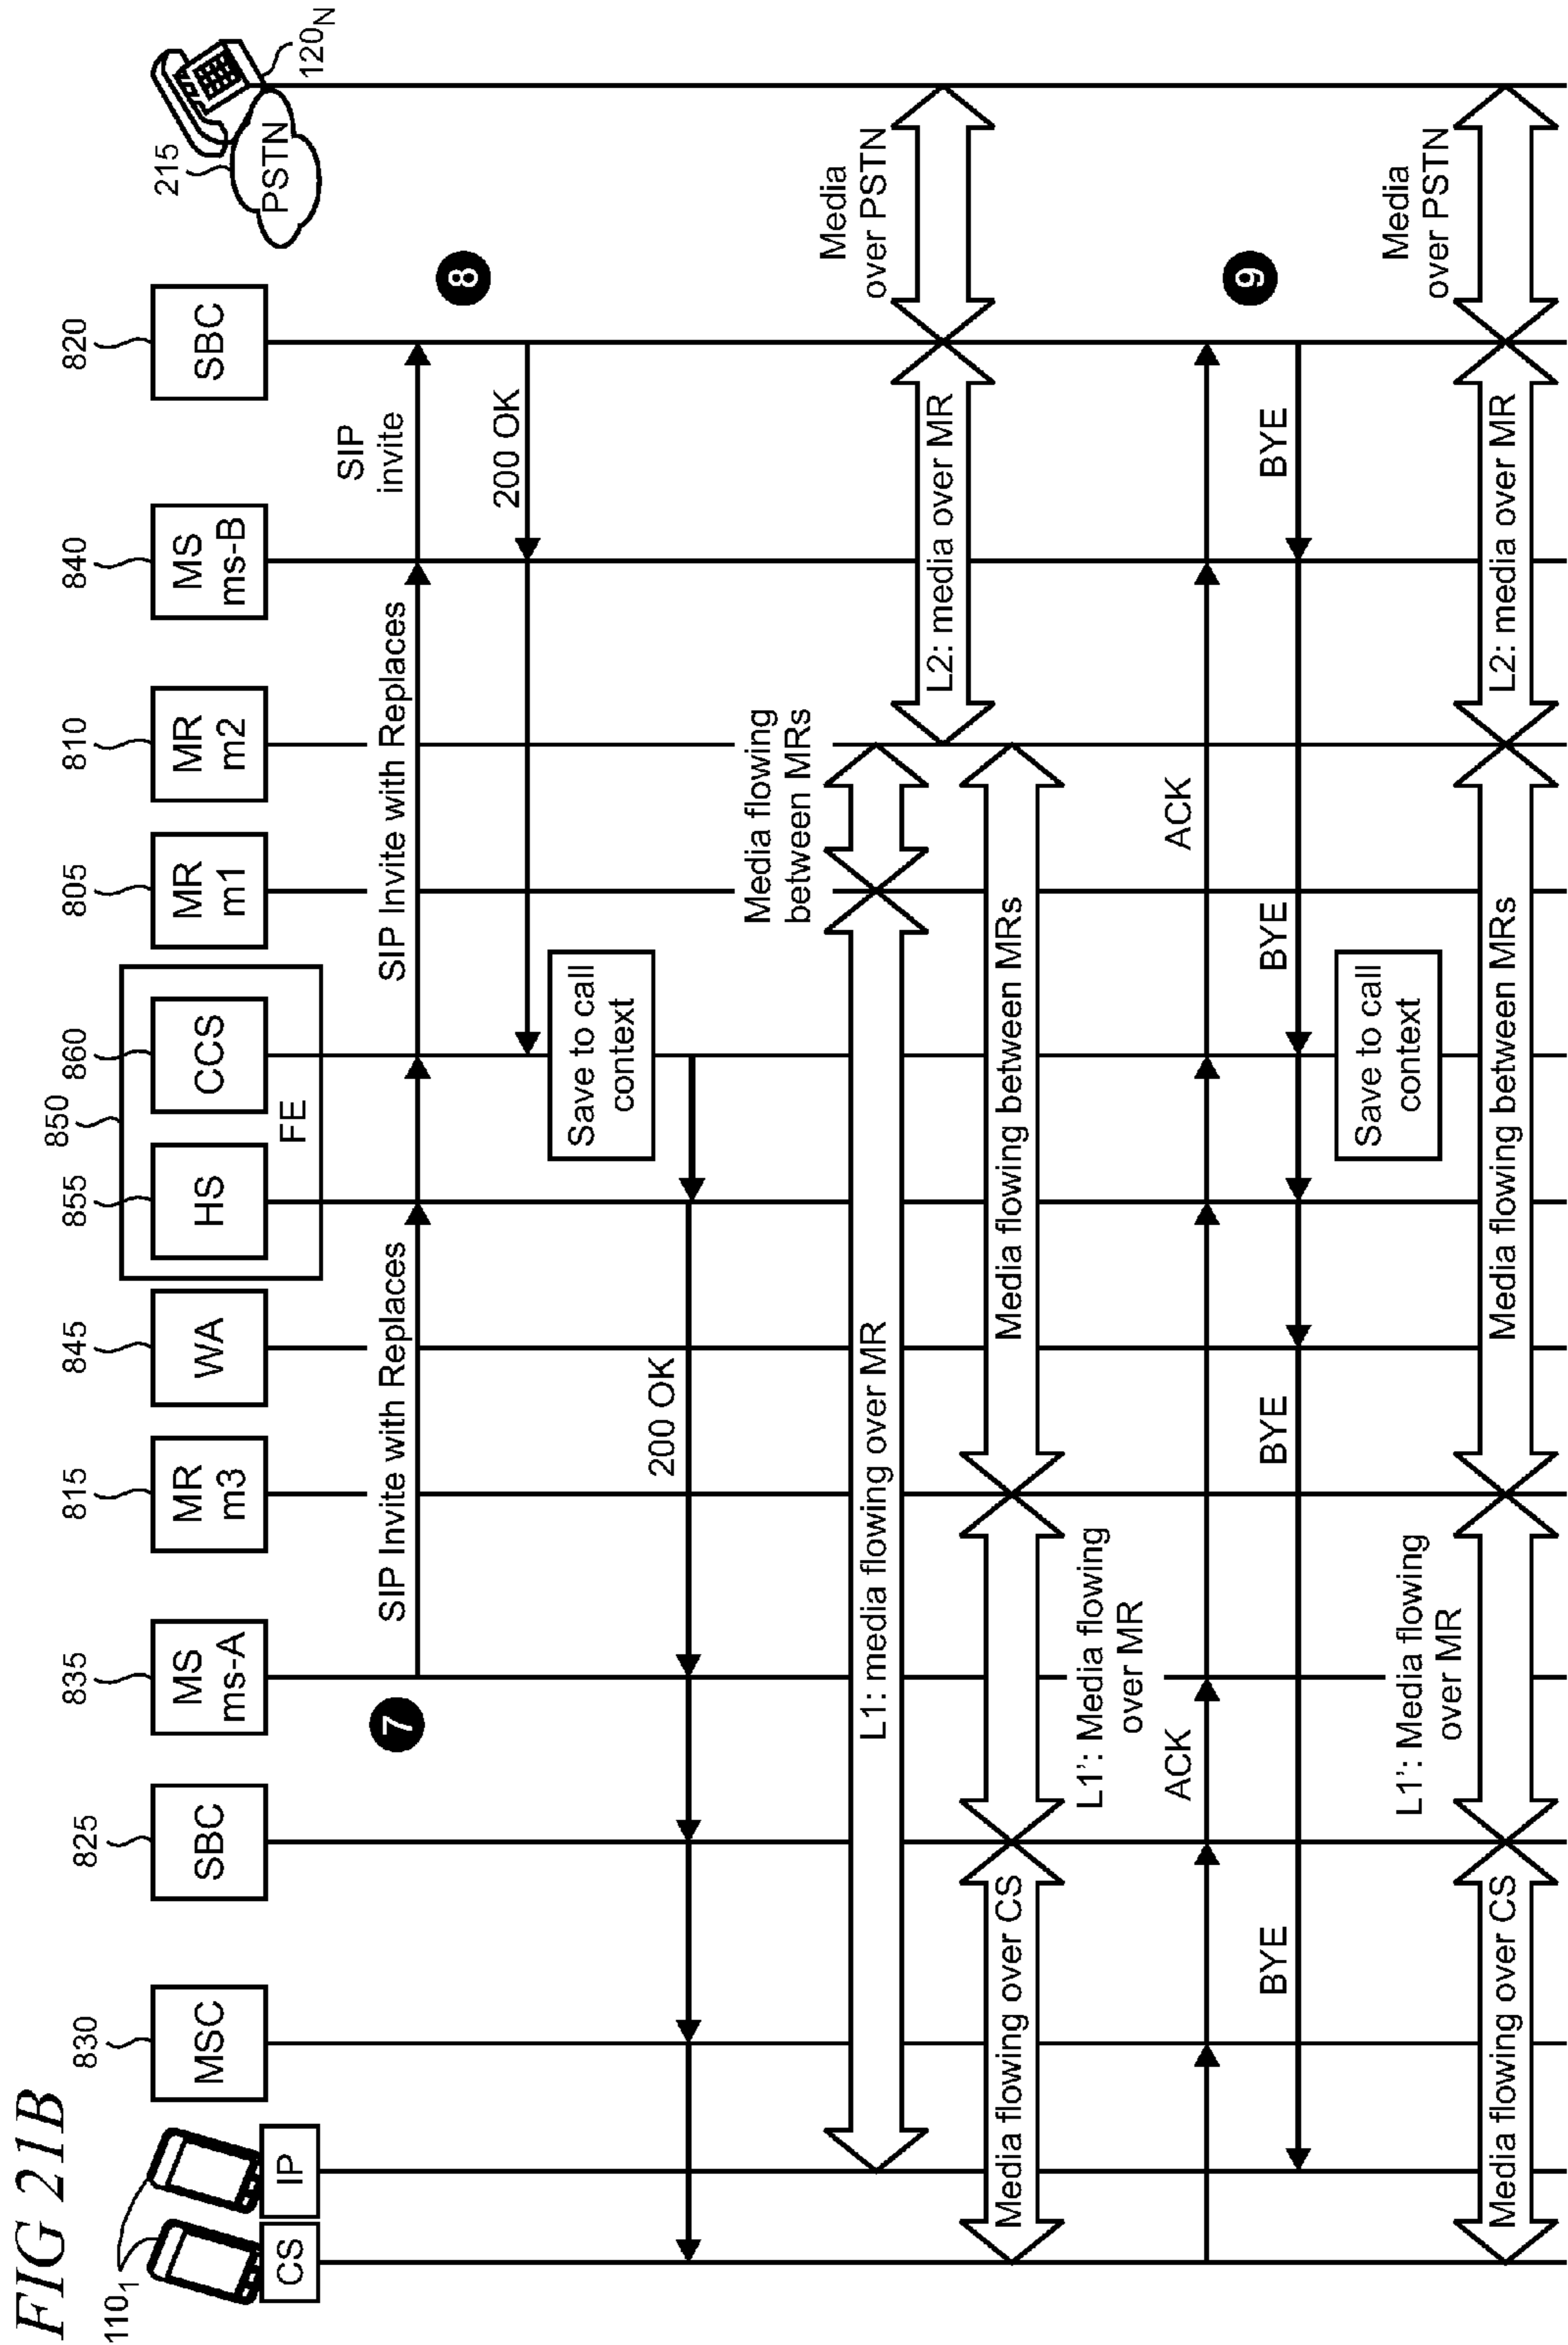 FIG 21B
110₁
CS
IP
830
MSC
825
SBC
835
MS
ms-A
815
MR
m3
845
WA
850
855
HS
860
CCS
FE
805
MR
m1
810
MR
m2
840
MS
ms-B
820
SBC
215
PSTN
120N
7
SIP Invite with Replaces
SIP Invite with Replaces
SIP
invite
8
200 OK
Save to call
context
200 OK
L1: media flowing over MR
Media flowing
between MRs
L2: media over MR
Media
over PSTN
Media flowing over CS
L1': Media flowing
over MR
Media flowing between MRs
ACK
ACK
9
BYE
BYE
BYE
BYE
Save to call
context
Media flowing over CS
L1': Media flowing
over MR
Media flowing between MRs
L2: media over MR
Media
over PSTN